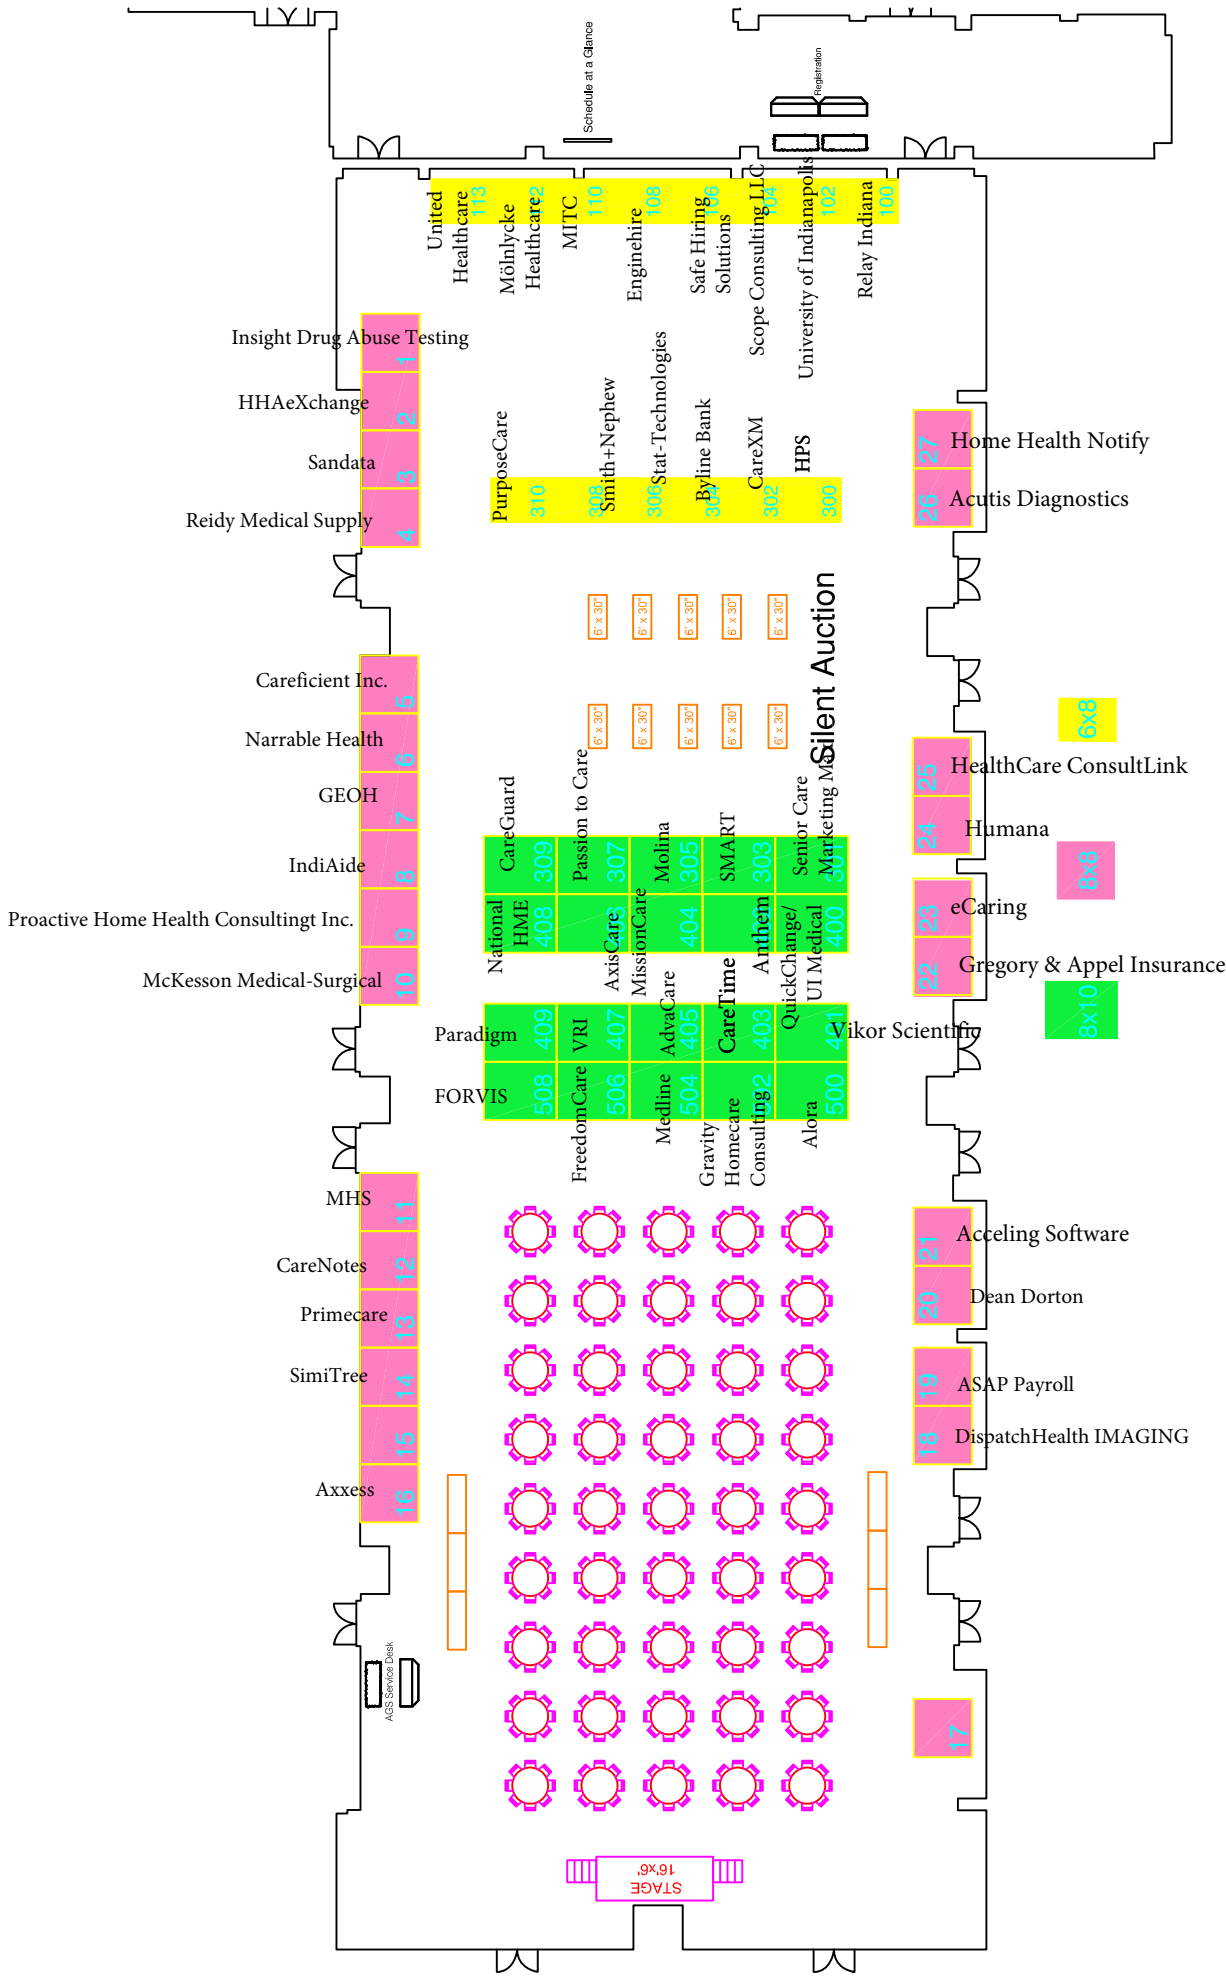 Schedule at a Glance
Registration
113
112
110
108
106
104
102
100
United
Healthcare
Mölnlycke
Healthcare
MITC
Enginehire
Safe Hiring
Solutions
Scope Consulting LLC
University of Indianapolis
Relay Indiana
Insight Drug Abuse Testing
1
HHAeXchange
2
Sandata
3
Reidy Medical Supply
4
PurposeCare
Smith+Nephew
Stat-Technologies
Byline Bank
CareXM
HPS
310
308
306
304
302
300
27
Home Health Notify
26
Acutis Diagnostics
6' x 30"
6' x 30"
6' x 30"
6' x 30"
6' x 30"
6' x 30"
6' x 30"
6' x 30"
6' x 30"
6' x 30"
Silent Auction
Careficient Inc.
5
Narrable Health
6
GEOH
7
IndiAide
8
Proactive Home Health Consultingt Inc.
9
McKesson Medical-Surgical
10
CareGuard
309
Passion to Care
307
Molina
305
SMART
303
Senior Care
Marketing Max
301
National
HME
408
406
AxisCare
MissionCare
404
402
Anthem
QuickChange/
UI Medical
400
25
HealthCare ConsultLink
24
Humana
23
eCaring
22
Gregory & Appel Insurance
6x8
8x8
8x10
Paradigm
409
VRI
407
AdvaCare
405
CareTime
403
401
Vikor Scientific
FORVIS
508
FreedomCare
506
Medline
504
Gravity
Homecare
Consulting
502
Alora
500
MHS
11
CareNotes
12
Primecare
13
SimiTree
14
15
Axxess
16
21
Acceling Software
20
Dean Dorton
19
ASAP Payroll
18
DispatchHealth IMAGING
AGS Service Desk
17
STAGE
16'x6'